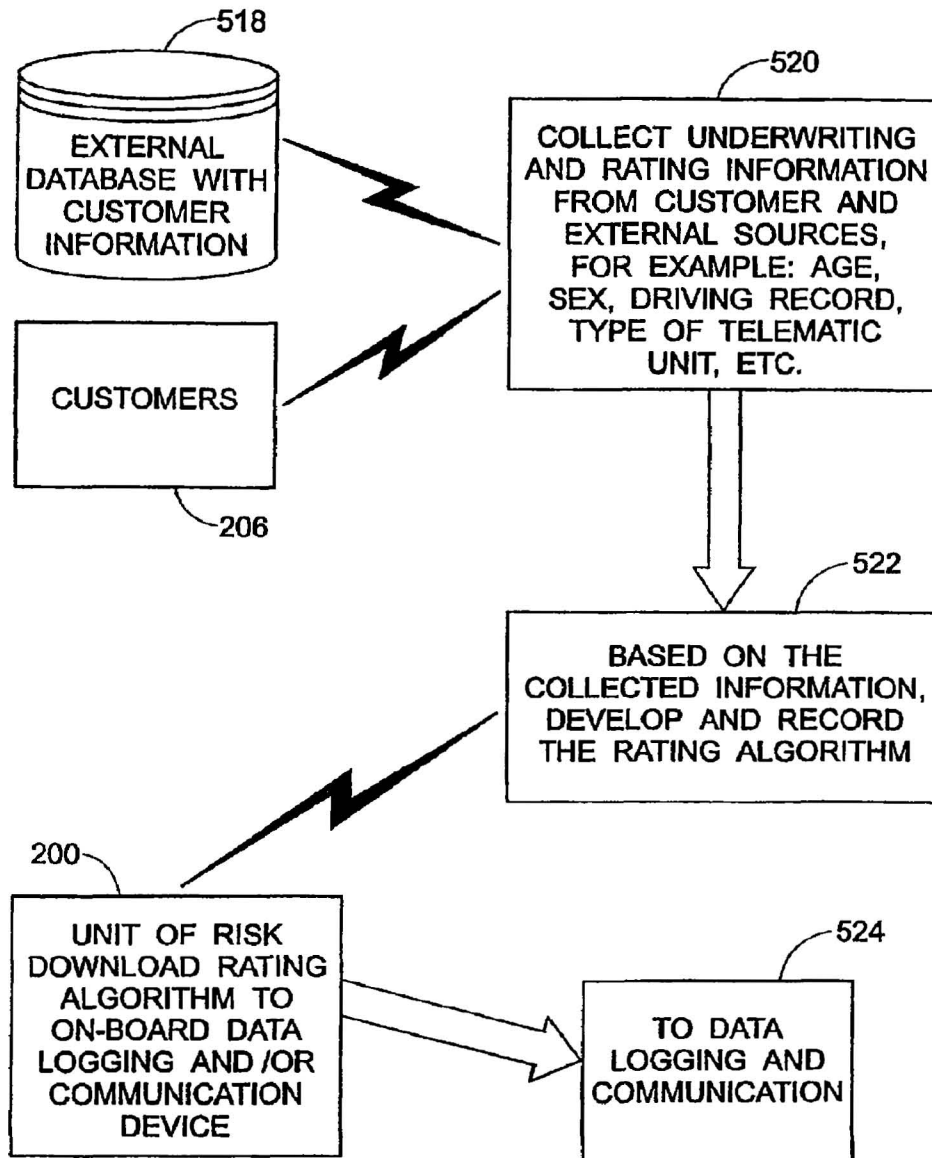 518
EXTERNAL
DATABASE WITH
CUSTOMER
INFORMATION
520
COLLECT UNDERWRITING
AND RATING INFORMATION
FROM CUSTOMER AND
EXTERNAL SOURCES,
FOR EXAMPLE: AGE,
SEX, DRIVING RECORD,
TYPE OF TELEMATIC
UNIT, ETC.
CUSTOMERS
206
522
BASED ON THE
COLLECTED INFORMATION,
DEVELOP AND RECORD
THE RATING ALGORITHM
200
UNIT OF RISK
DOWNLOAD RATING
ALGORITHM TO
ON-BOARD DATA
LOGGING AND /OR
COMMUNICATION
DEVICE
524
TO DATA
LOGGING AND
COMMUNICATION